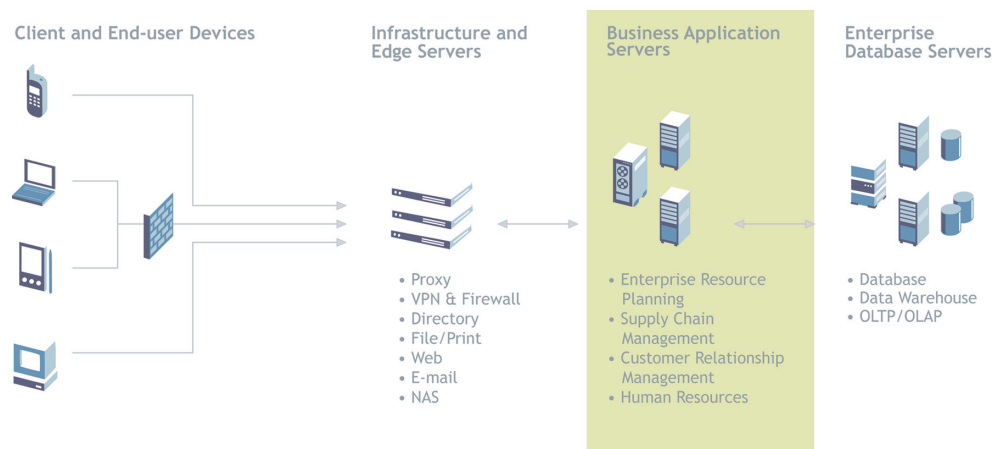 Client and End-user Devices
Infrastructure and
Edge Servers
Business Application
Servers
Enterprise
Database Servers
• Proxy
• VPN & Firewall
• Directory
• File/Print
• Web
• E-mail
• NAS
• Enterprise Resource
Planning
• Supply Chain
Management
• Customer Relationship
Management
• Human Resources
• Database
• Data Warehouse
• OLTP/OLAP